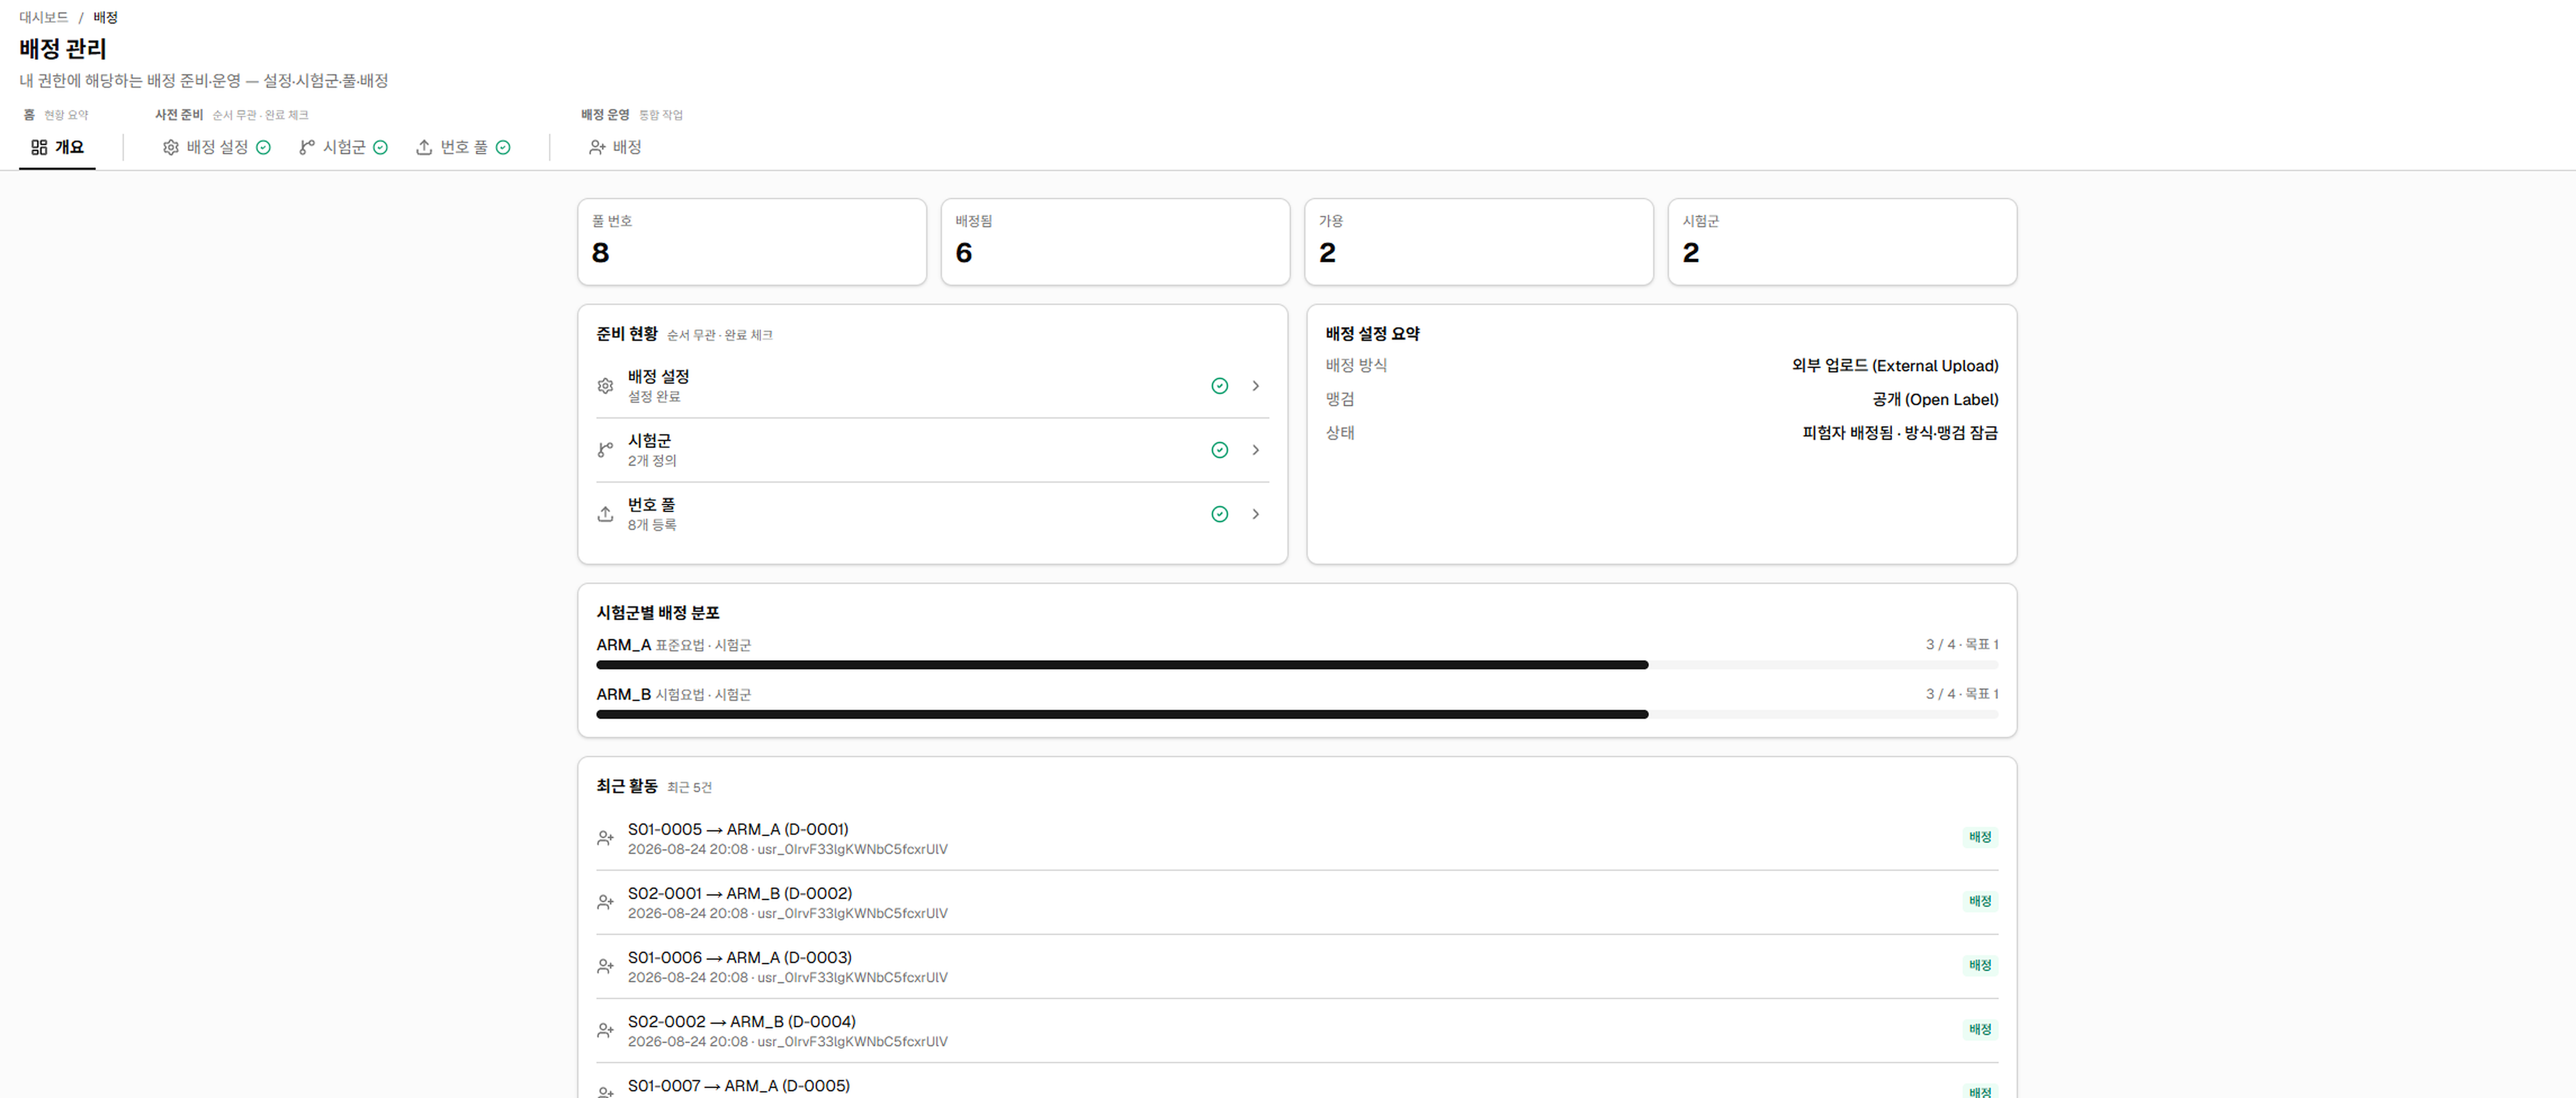 대시보드 / 배정
배정 관리
내 권한에 해당하는 배정 준비·운영 — 설정·시험군·풀·배정
홈 현황 요약 사전 준비 순서 무관 · 완료 체크 배정 운영 통합 작업
개요 배정 설정 시험군 번호 풀 배정
풀 번호 배정됨 가용 시험군
8 6 2 2
준비 현황 순서 무관 · 완료 체크
배정 설정
설정 완료
시험군
2개 정의
번호 풀
8개 등록
배정 설정 요약
배정 방식 외부 업로드 (External Upload)
맹검 공개 (Open Label)
상태 피험자 배정됨 · 방식·맹검 잠금
시험군별 배정 분포
ARM_A 표준요법 · 시험군 3 / 4 · 목표 1
ARM_B 시험요법 · 시험군 3 / 4 · 목표 1
최근 활동 최근 5건
S01-0005 → ARM_A (D-0001) 배정
2026-08-24 20:08 · usr_0IrvF33lgKWNbC5fcxrUIV
S02-0001 → ARM_B (D-0002) 배정
2026-08-24 20:08 · usr_0IrvF33lgKWNbC5fcxrUIV
S01-0006 → ARM_A (D-0003) 배정
2026-08-24 20:08 · usr_0IrvF33lgKWNbC5fcxrUIV
S02-0002 → ARM_B (D-0004) 배정
2026-08-24 20:08 · usr_0IrvF33lgKWNbC5fcxrUIV
S01-0007 → ARM_A (D-0005) 배정